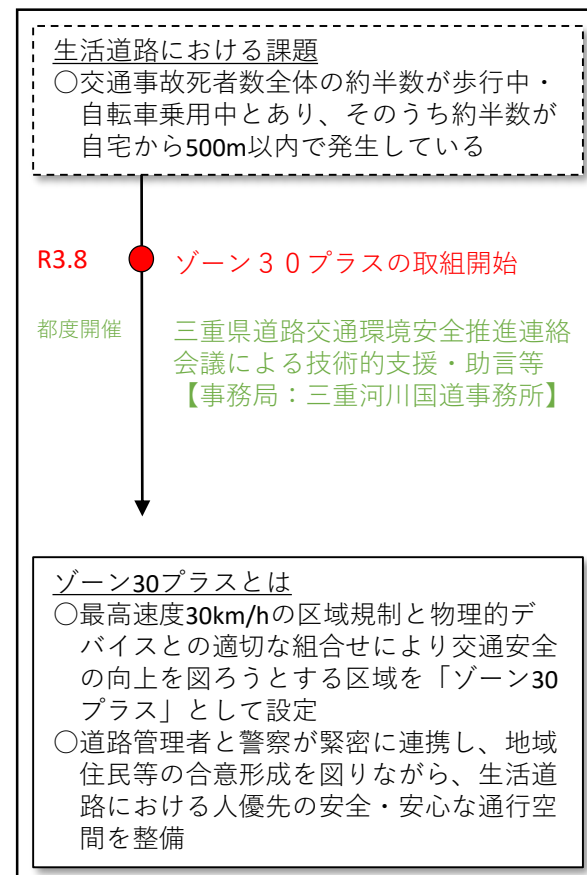 生活道路における課題
○交通事故死者数全体の約半数が歩行中・
自転車乗用中とあり、そのうち約半数が
自宅から500m以内で発生している
R3.8
ゾーン３０プラスの取組開始
都度開催
三重県道路交通環境安全推進連絡
会議による技術的支援・助言等
【事務局：三重河川国道事務所】
ゾーン30プラスとは
○最高速度30km/hの区域規制と物理的デ
バイスとの適切な組合せにより交通安全
の向上を図ろうとする区域を「ゾーン30
プラス」として設定
○道路管理者と警察が緊密に連携し、地域
住民等の合意形成を図りながら、生活道
路における人優先の安全・安心な通行空
間を整備